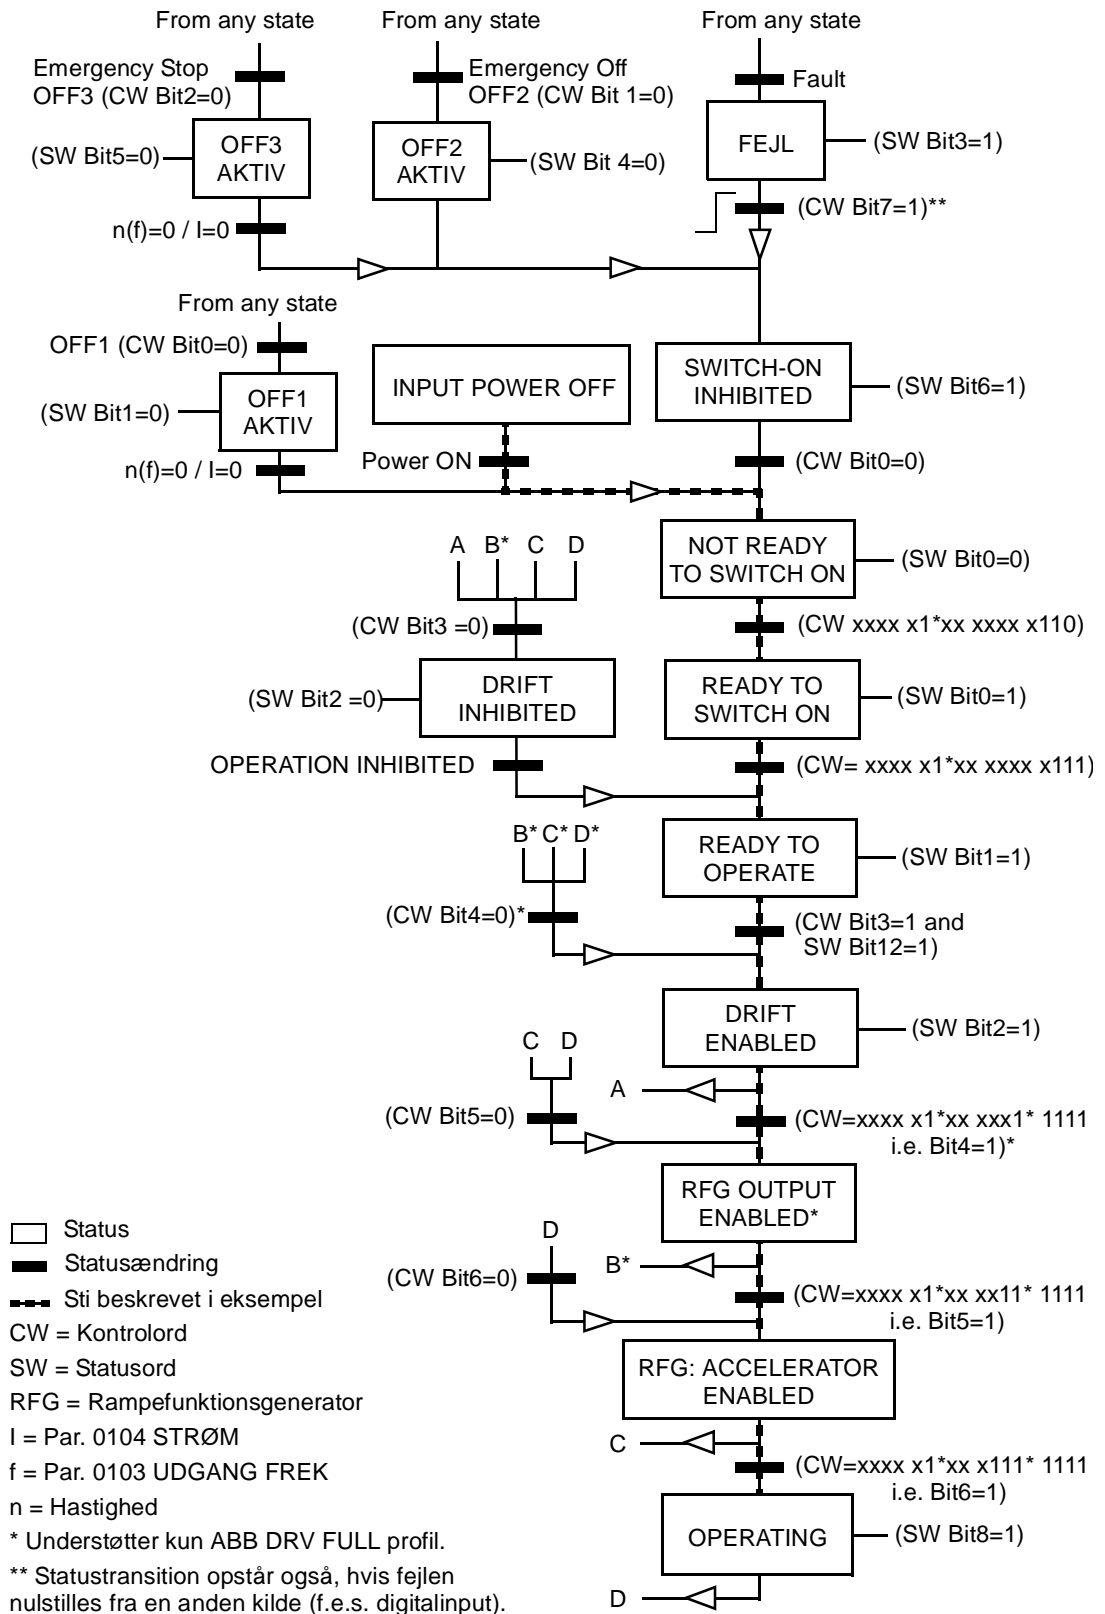 From any state
From any state
From any state
Emergency Stop
OFF3 (CW Bit2=0)
Emergency Off
OFF2 (CW Bit 1=0)
Fault
(SW Bit5=0)
OFF3
AKTIV
OFF2
AKTIV
(SW Bit 4=0)
FEJL
(SW Bit3=1)
n(f)=0 / I=0
(CW Bit7=1)**
From any state
OFF1 (CW Bit0=0)
(SW Bit1=0)
OFF1
AKTIV
INPUT POWER OFF
SWITCH-ON
INHIBITED
(SW Bit6=1)
n(f)=0 / I=0
Power ON
(CW Bit0=0)
A B* C D
NOT READY
TO SWITCH ON
(SW Bit0=0)
(CW Bit3 =0)
(CW xxxx x1*xx xxxx x110)
(SW Bit2 =0)
DRIFT
INHIBITED
READY TO
SWITCH ON
(SW Bit0=1)
OPERATION INHIBITED
(CW= xxxx x1*xx xxxx x111)
B* C* D*
READY TO
OPERATE
(SW Bit1=1)
(CW Bit4=0)*
(CW Bit3=1 and
SW Bit12=1)
DRIFT
ENABLED
(SW Bit2=1)
C D
A
(CW Bit5=0)
(CW=xxxx x1*xx xxx1* 1111
i.e. Bit4=1)*
RFG OUTPUT
ENABLED*
D
B*
(CW Bit6=0)
(CW=xxxx x1*xx xx11* 1111
i.e. Bit5=1)
RFG: ACCELERATOR
ENABLED
C
(CW=xxxx x1*xx x111* 1111
i.e. Bit6=1)
OPERATING
(SW Bit8=1)
D
Status
Statusændring
Sti beskrevet i eksempel
CW = Kontrolord
SW = Statusord
RFG = Rampefunktionsgenerator
I = Par. 0104 STRØM
f = Par. 0103 UDGANG FREK
n = Hastighed
* Understøtter kun ABB DRV FULL profil.
** Statustransition opstår også, hvis fejlen
nulstilles fra en anden kilde (f.e.s. digitalinput).